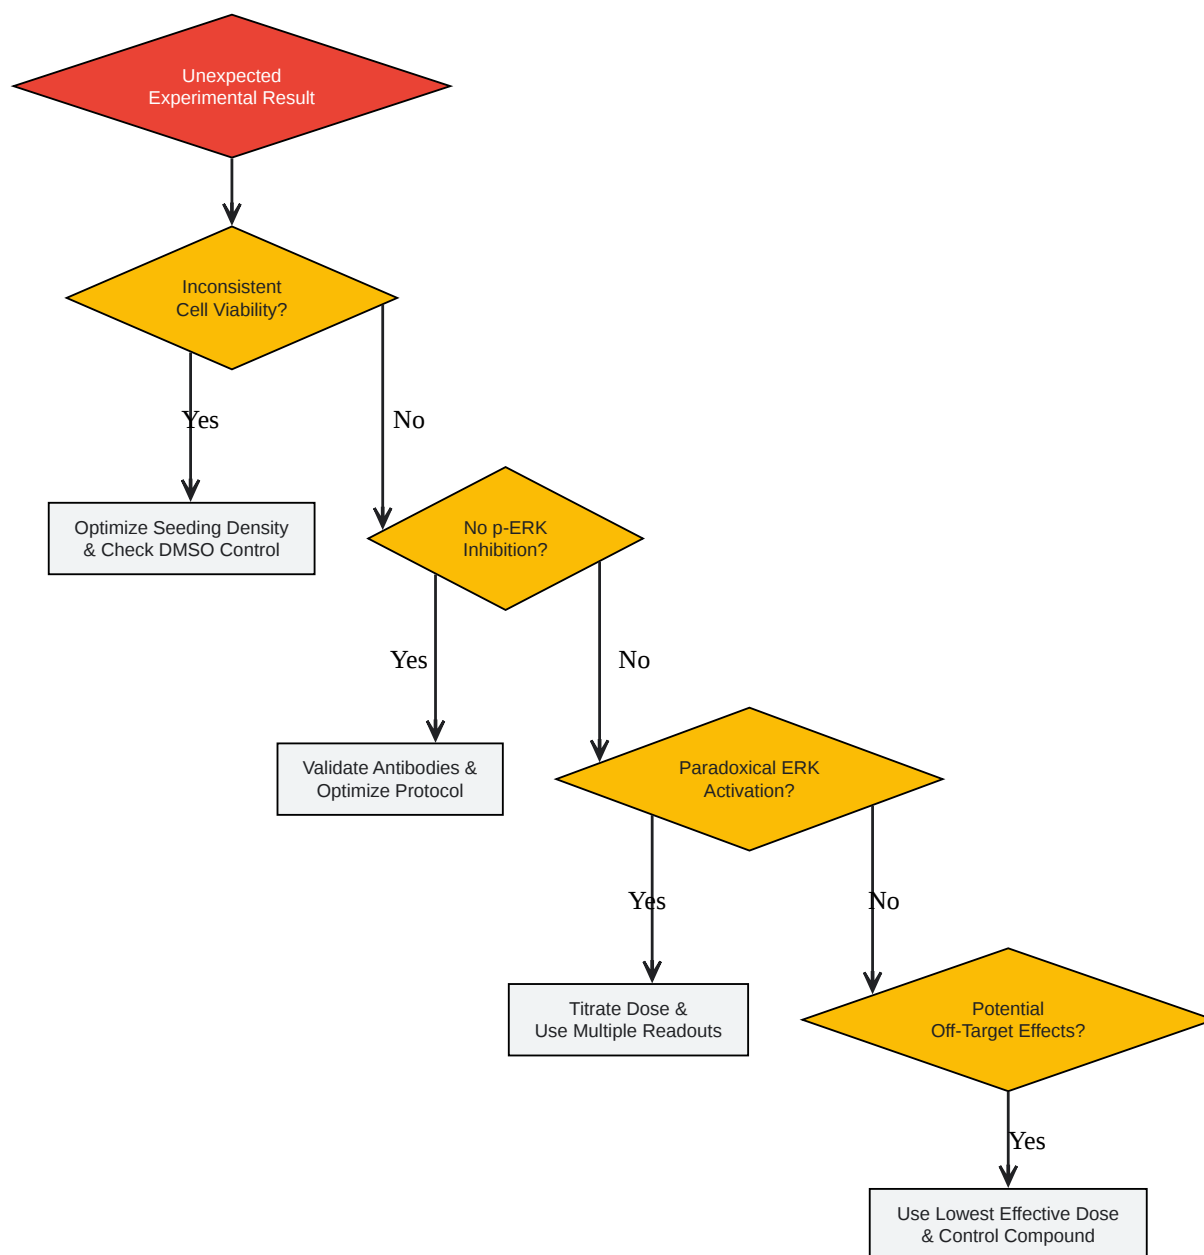 Unexpected
Experimental Result
Inconsistent
Cell Viability?
Yes
No
Optimize Seeding Density
& Check DMSO Control
No p-ERK
Inhibition?
Yes
No
Validate Antibodies &
Optimize Protocol
Paradoxical ERK
Activation?
Yes
No
Titrate Dose &
Use Multiple Readouts
Potential
Off-Target Effects?
Yes
Use Lowest Effective Dose
& Control Compound